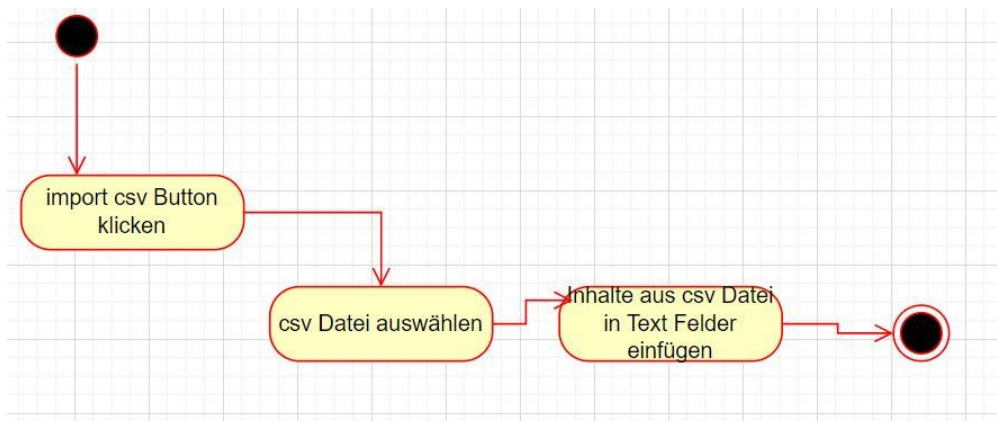 import csv Button
klicken
csv Datei auswählen
Inhalte aus csv Datei
in Text Felder
einfügen